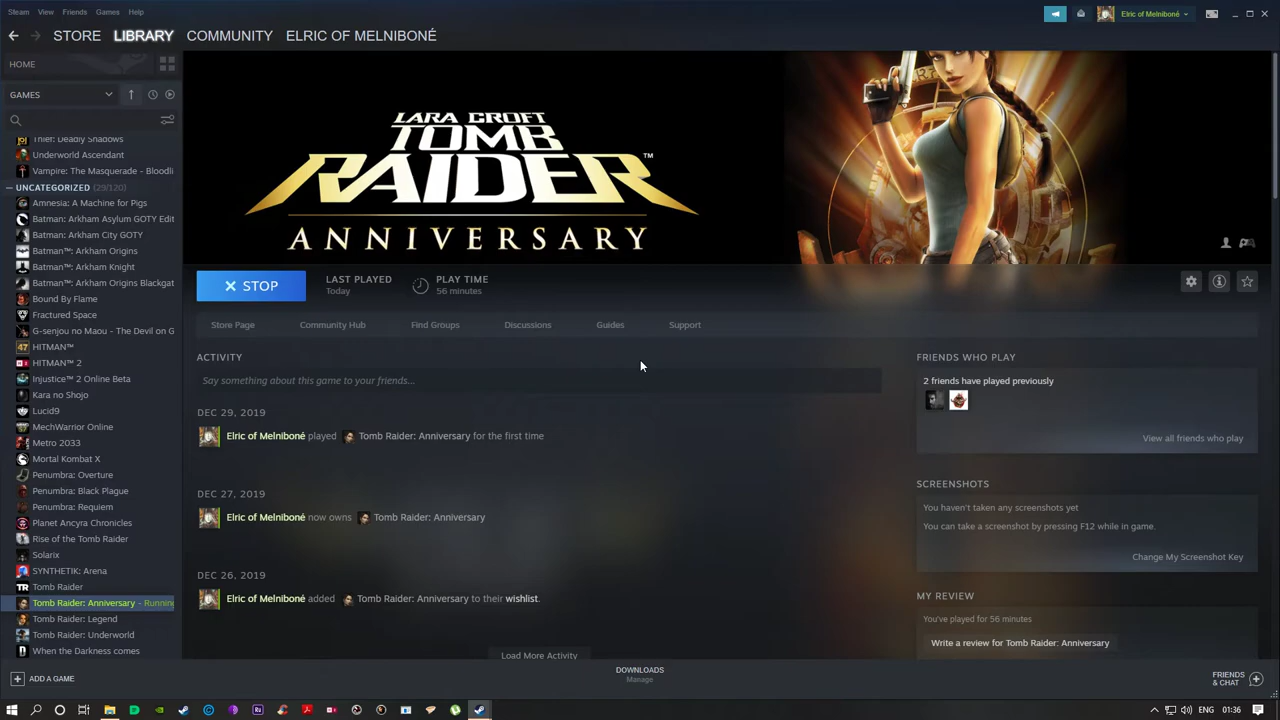 Steam View Friends Games Help
Elric of Melniboné
STORE LIBRARY COMMUNITY ELRIC OF MELNIBONÉ
HOME
GAMES
Thief: Deadly Shadows
Underworld Ascendant
Vampire: The Masquerade - Bloodli
UNCATEGORIZED (29/120)
Amnesia: A Machine for Pigs
Batman: Arkham Asylum GOTY Edit
Batman: Arkham City GOTY
Batman™: Arkham Origins
Batman™: Arkham Knight
Batman™: Arkham Origins Blackgat
Bound By Flame
Fractured Space
G-senjou no Maou - The Devil on G
HITMAN™
HITMAN™ 2
Injustice™ 2 Online Beta
Kara no Shojo
Lucid9
MechWarrior Online
Metro 2033
Mortal Kombat X
Penumbra: Overture
Penumbra: Black Plague
Penumbra: Requiem
Planet Ancyra Chronicles
Rise of the Tomb Raider
Solarix
SYNTHETIK: Arena
TR Tomb Raider
Tomb Raider: Anniversary - Running
Tomb Raider: Legend
Tomb Raider: Underworld
When the Darkness comes
ADD A GAME
LARA CROFT
TOMB
RAIDER™
ANNIVERSARY
STOP
LAST PLAYED
Today
PLAY TIME
56 minutes
Store Page Community Hub Find Groups Discussions Guides Support
ACTIVITY
Say something about this game to your friends...
DEC 29, 2019
Elric of Melniboné played Tomb Raider: Anniversary for the first time
DEC 27, 2019
Elric of Melniboné now owns Tomb Raider: Anniversary
DEC 26, 2019
Elric of Melniboné added Tomb Raider: Anniversary to their wishlist.
Load More Activity
FRIENDS WHO PLAY
2 friends have played previously
View all friends who play
SCREENSHOTS
You haven't taken any screenshots yet
You can take a screenshot by pressing F12 while in game.
Change My Screenshot Key
MY REVIEW
You've played for 56 minutes
Write a review for Tomb Raider: Anniversary
DOWNLOADS
Manage
FRIENDS
& CHAT
ENG 01:36